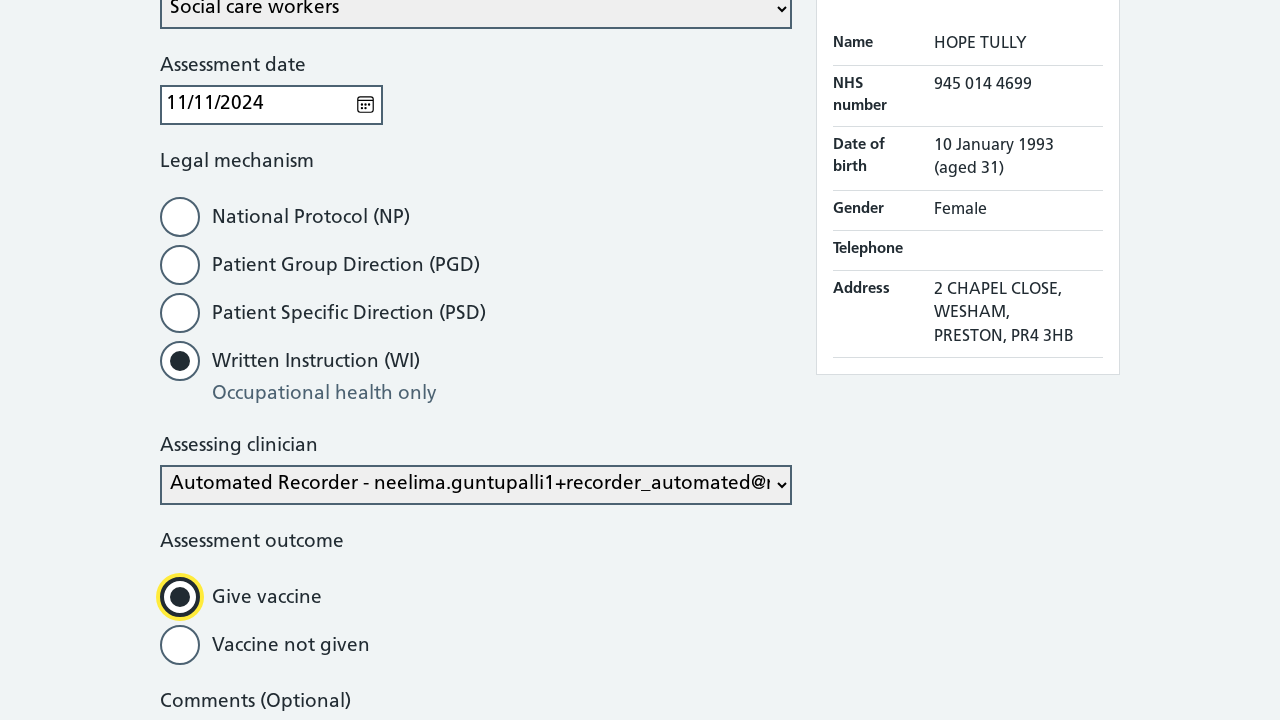 Social care workers
Assessment date
11/11/2024
Legal mechanism
National Protocol (NP)
Patient Group Direction (PGD)
Patient Specific Direction (PSD)
Written Instruction (WI)
Occupational health only
Assessing clinician
Automated Recorder - neelima.guntupalli1+recorder_automated@
Assessment outcome
Give vaccine
Vaccine not given
Comments (Optional)
Name HOPE TULLY
NHS number 945 014 4699
Date of birth 10 January 1993 (aged 31)
Gender Female
Telephone
Address 2 CHAPEL CLOSE,
WESHAM,
PRESTON, PR4 3HB